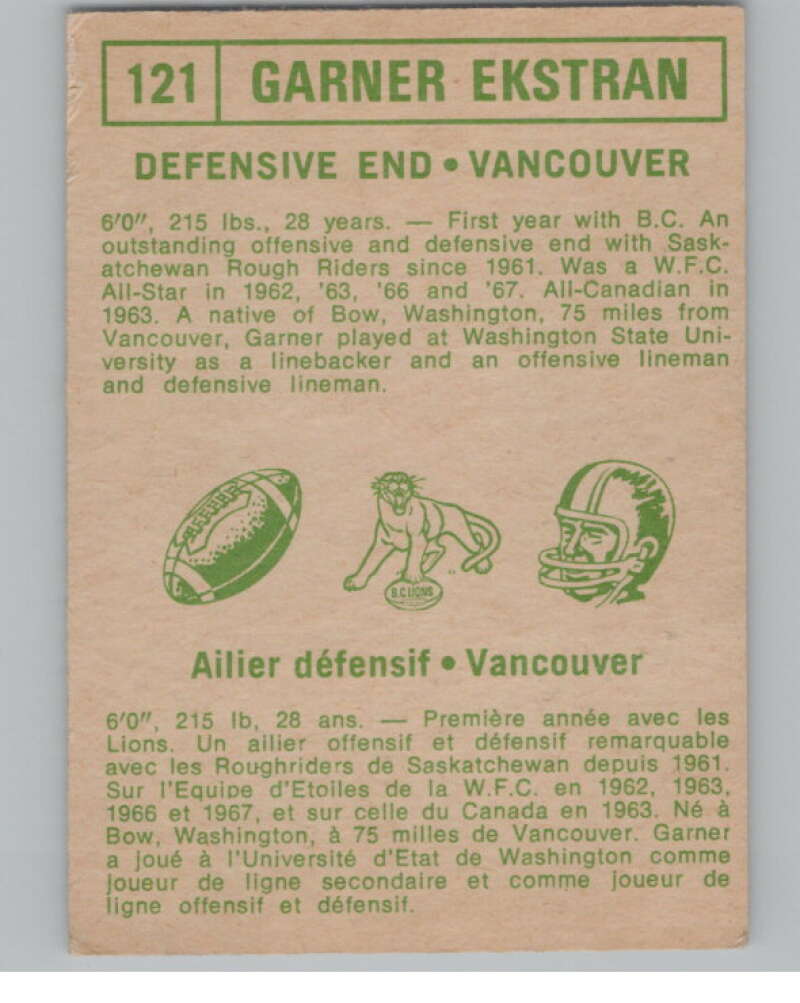 121 GARNER EKSTRAN
DEFENSIVE END • VANCOUVER
6'0", 215 lbs., 28 years. — First year with B.C. An
outstanding offensive and defensive end with Sask-
atchewan Rough Riders since 1961. Was a W.F.C.
All-Star in 1962, '63, '66 and '67. All-Canadian in
1963. A native of Bow, Washington, 75 miles from
Vancouver, Garner played at Washington State Uni-
versity as a linebacker and an offensive lineman
and defensive lineman.
B.C. LIONS
Ailier défensif • Vancouver
6'0", 215 lb, 28 ans. — Première année avec les
Lions. Un ailier offensif et défensif remarquable
avec les Roughriders de Saskatchewan depuis 1961.
Sur l'Equipe d'Etoiles de la W.F.C. en 1962, 1963,
1966 et 1967, et sur celle du Canada en 1963. Né à
Bow, Washington, à 75 milles de Vancouver. Garner
a joué à l'Université d'Etat de Washington comme
joueur de ligne secondaire et comme joueur de
ligne offensif et défensif.